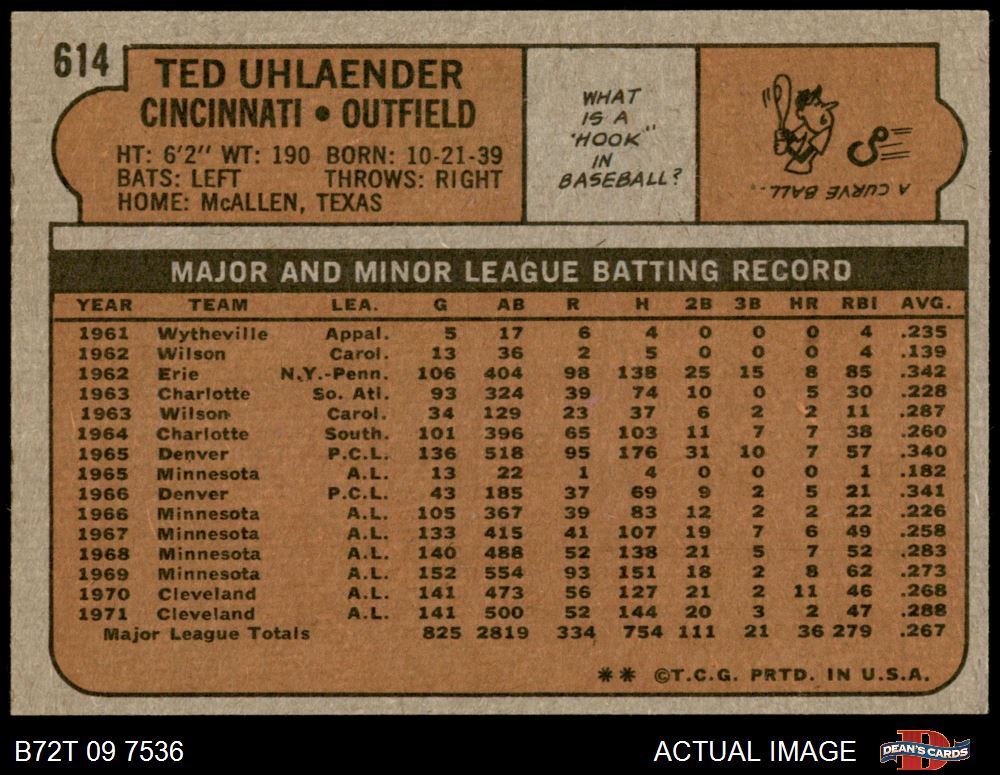 614
TED UHLAENDER
CINCINNATI • OUTFIELD
HT: 6'2" WT: 190 BORN: 10-21-39
BATS: LEFT THROWS: RIGHT
HOME: McALLEN, TEXAS
WHAT
IS A
"HOOK"
IN
BASEBALL?
A CURVE BALL..
MAJOR AND MINOR LEAGUE BATTING RECORD
YEAR TEAM LEA. G AB R H 2B 3B HR RBI AVG.
1961 Wytheville Appal. 5 17 6 4 0 0 0 4 .235
1962 Wilson Carol. 13 36 2 5 0 0 0 4 .139
1962 Erie N.Y.-Penn. 106 404 98 138 25 15 8 85 .342
1963 Charlotte So. Atl. 93 324 39 74 10 0 5 30 .228
1963 Wilson Carol. 34 129 23 37 6 2 2 11 .287
1964 Charlotte South. 101 396 65 103 11 7 7 38 .260
1965 Denver P.C.L. 136 518 95 176 31 10 7 57 .340
1965 Minnesota A.L. 13 22 1 4 0 0 0 1 .182
1966 Denver P.C.L. 43 185 37 69 9 2 5 21 .341
1966 Minnesota A.L. 105 367 39 83 12 2 2 22 .226
1967 Minnesota A.L. 133 415 41 107 19 7 6 49 .258
1968 Minnesota A.L. 140 488 52 138 21 5 7 52 .283
1969 Minnesota A.L. 152 554 93 151 18 2 8 62 .273
1970 Cleveland A.L. 141 473 56 127 21 2 11 46 .268
1971 Cleveland A.L. 141 500 52 144 20 3 2 47 .288
Major League Totals 825 2819 334 754 111 21 36 279 .267
** ©T.C.G. PRTD. IN U.S.A.
B72T 09 7536 ACTUAL IMAGE DEAN'S CARDS